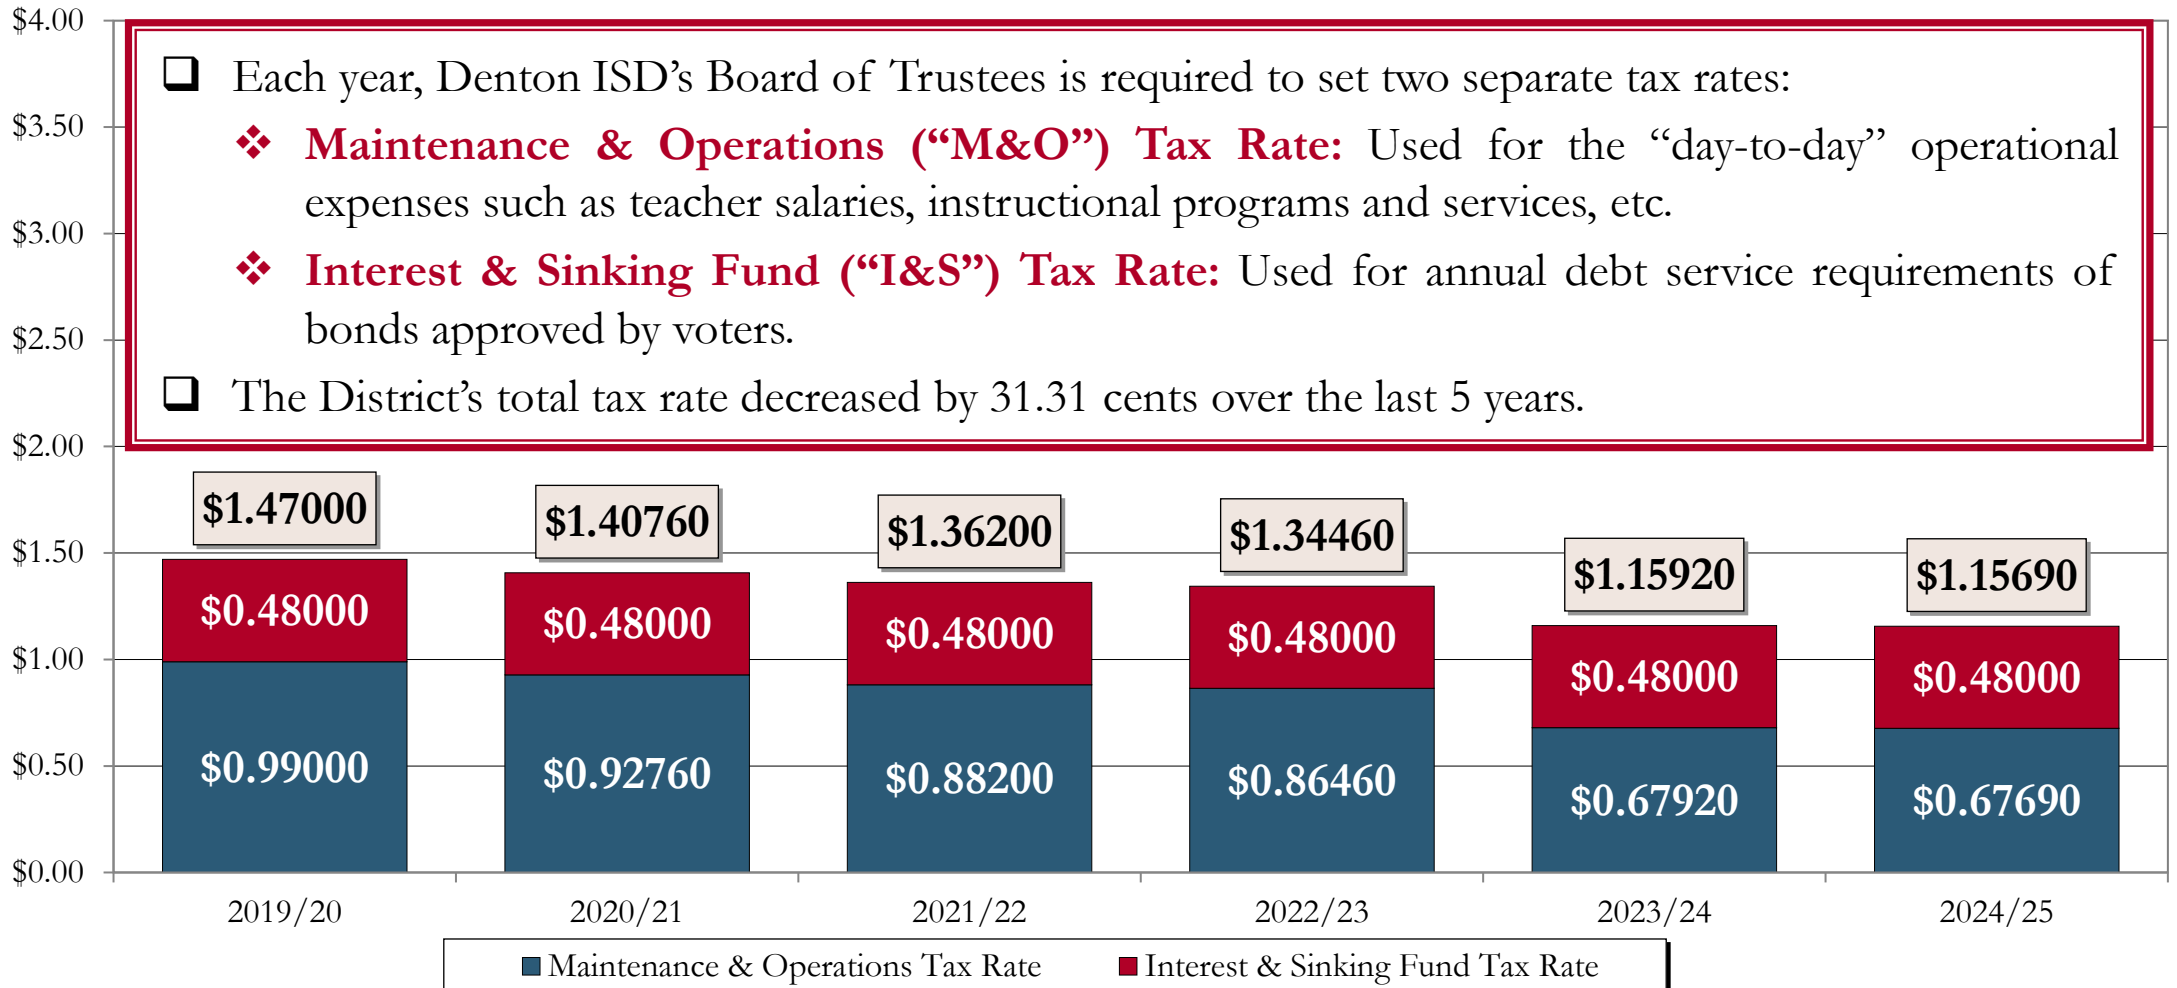 $4.00
❑ Each year, Denton ISD’s Board of Trustees is required to set two separate tax rates:
$3.50
❖ Maintenance & Operations (“M&O”) Tax Rate: Used for the “day-to-day” operational
expenses such as teacher salaries, instructional programs and services, etc.
$3.00
❖ Interest & Sinking Fund (“I&S”) Tax Rate: Used for annual debt service requirements of
bonds approved by voters.
$2.50
❑ The District’s total tax rate decreased by 31.31 cents over the last 5 years.
$2.00
$1.47000 $1.40760 $1.36200 $1.34460 $1.15920 $1.15690
$1.50
$0.48000 $0.48000 $0.48000 $0.48000 $0.48000 $0.48000
$1.00
$0.99000 $0.92760 $0.88200 $0.86460 $0.67920 $0.67690
$0.50
$0.00
2019/20 2020/21 2021/22 2022/23 2023/24 2024/25
Maintenance & Operations Tax Rate Interest & Sinking Fund Tax Rate